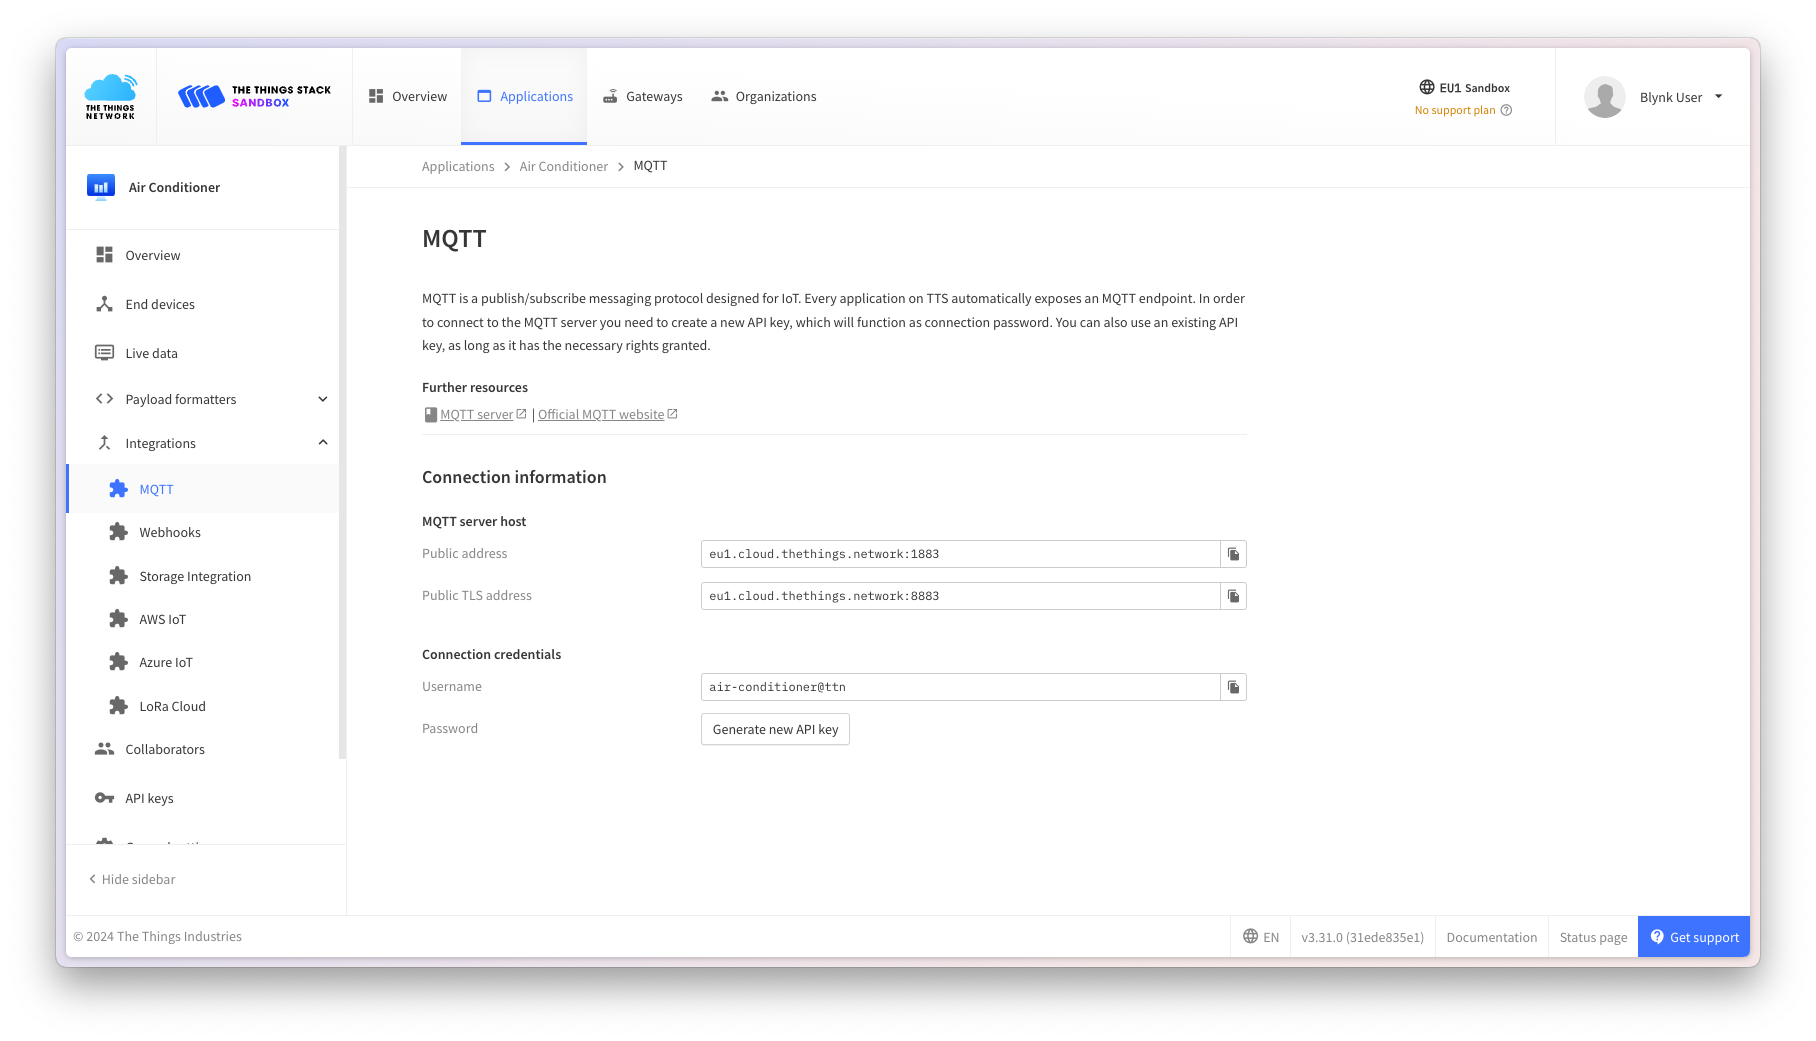 THE THINGS NETWORK
THE THINGS STACK
SANDBOX
Overview
Applications
Gateways
Organizations
EU1 Sandbox
No support plan
Blynk User
Air Conditioner
Overview
End devices
Live data
Payload formatters
Integrations
MQTT
Webhooks
Storage Integration
AWS IoT
Azure IoT
LoRa Cloud
Collaborators
API keys
Hide sidebar
Applications > Air Conditioner > MQTT
MQTT
MQTT is a publish/subscribe messaging protocol designed for IoT. Every application on TTS automatically exposes an MQTT endpoint. In order
to connect to the MQTT server you need to create a new API key, which will function as connection password. You can also use an existing API
key, as long as it has the necessary rights granted.
Further resources
MQTT server | Official MQTT website
Connection information
MQTT server host
Public address
eu1.cloud.thethings.network:1883
Public TLS address
eu1.cloud.thethings.network:8883
Connection credentials
Username
air-conditioner@ttn
Password
Generate new API key
© 2024 The Things Industries
EN
v3.31.0 (31ede835e1)
Documentation
Status page
Get support